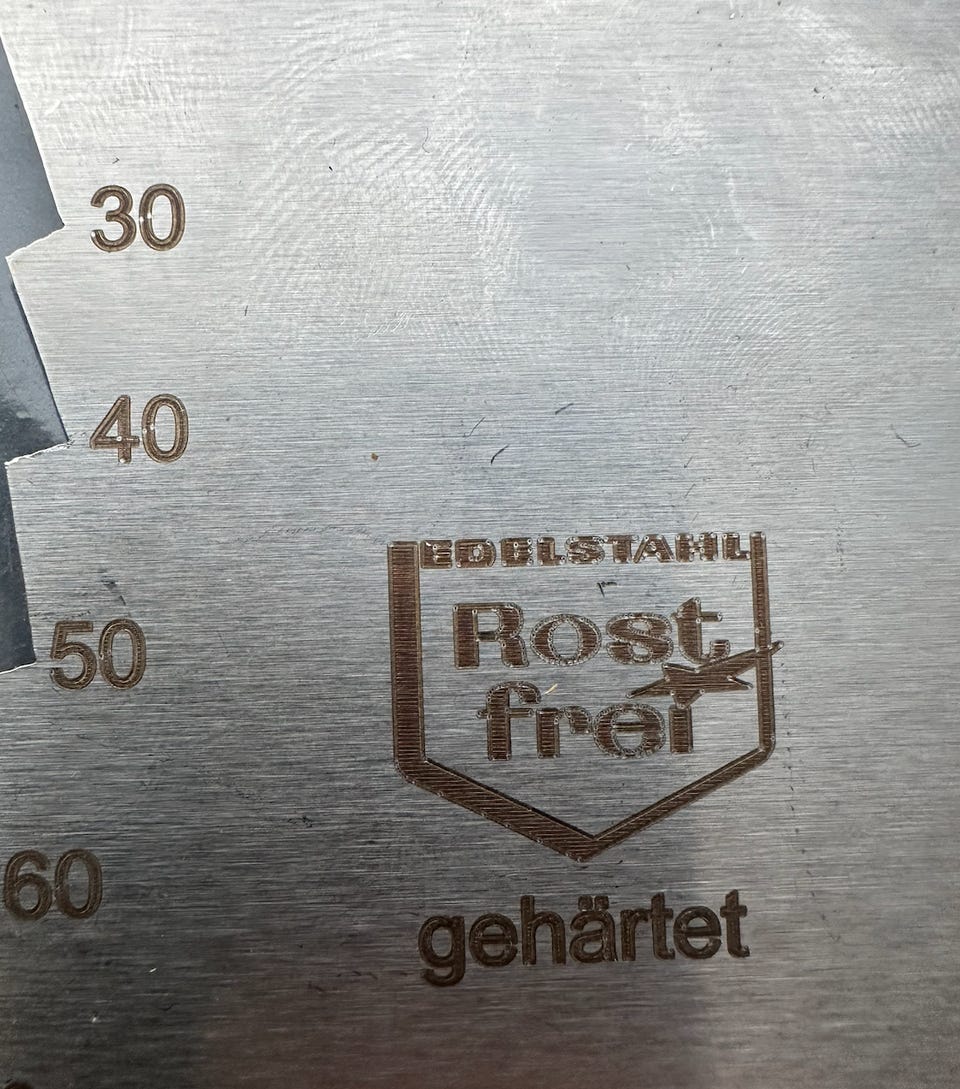 30
40
EDELSTAHL
Rost
frei
50
60
gehärtet